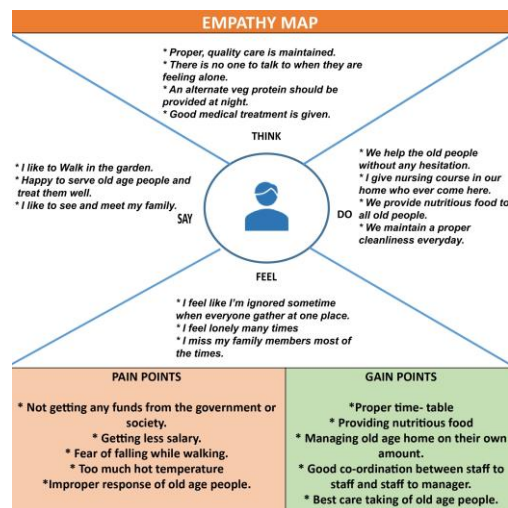 EMPATHY MAP
* Proper, quality care is maintained.
* There is no one to talk to when they are
feeling alone.
* An alternate veg protein should be
provided at night.
* Good medical treatment is given.
THINK
* I like to Walk in the garden.
* Happy to serve old age people and
treat them well.
* I like to see and meet my family.
SAY
* We help the old people
without any hesitation.
* I give nursing course in our
home who ever come here.
* We provide nutritious food to
all old people.
* We maintain a proper
cleanliness everyday.
DO
FEEL
* I feel like I'm ignored sometime
when everyone gather at one place.
* I feel lonely many times
* I miss my family members most of
the times.
PAIN POINTS
* Not getting any funds from the government or
society.
*Getting less salary.
* Fear of falling while walking.
* Too much hot temperature
*Improper response of old age people.
GAIN POINTS
*Proper time- table
* Providing nutritious food
* Managing old age home on their own
amount.
* Good co-ordination between staff to
staff and staff to manager.
* Best care taking of old age people.